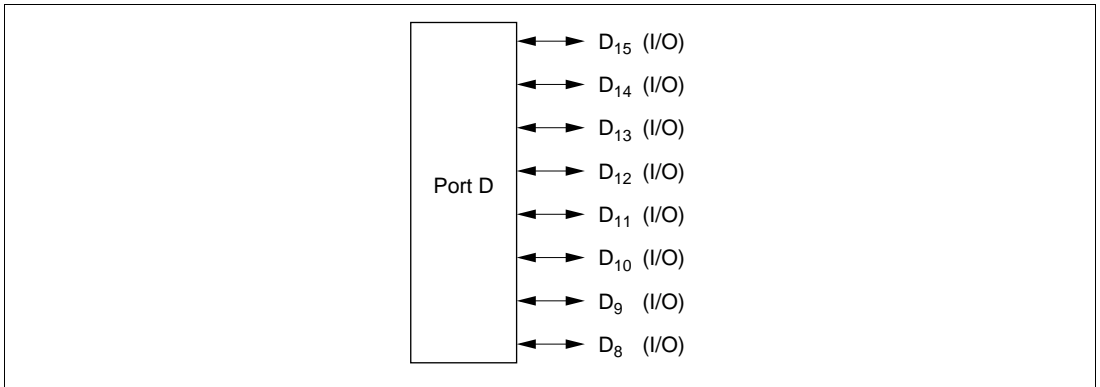 D15 (I/O)
D14 (I/O)
D13 (I/O)
D12 (I/O)
Port D
D11 (I/O)
D10 (I/O)
D9 (I/O)
D8 (I/O)